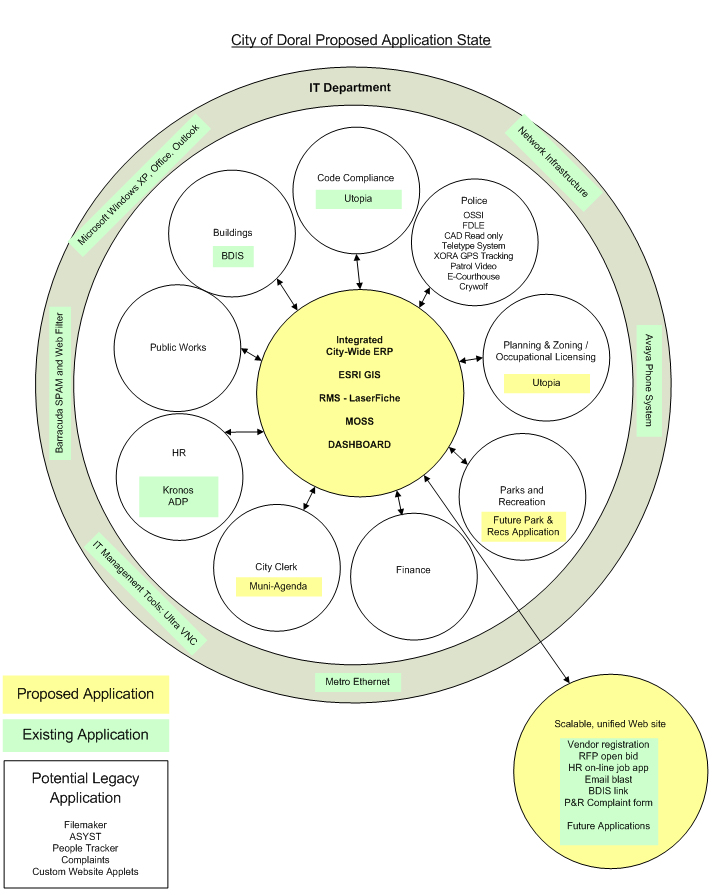 City of Doral Proposed Application State
IT Department
Microsoft Windows XP, Office. Outlook
Network Infrastructure
Code Compliance
Utopia
Buildings
BDIS
Police
OSSI
FDLE
CAD Read only
Teletype System
XORA GPS Tracking
Patrol Video
E-Courthouse
Crywolf
Public Works
Integrated
City-Wide ERP
ESRI GIS
RMS - LaserFiche
MOSS
DASHBOARD
Planning & Zoning /
Occupational Licensing
Utopia
Barracuda SPAM and Web Filter
Avaya Phone System
HR
Kronos
ADP
Parks and
Recreation
Future Park &
Recs Application
City Clerk
Muni-Agenda
Finance
IT Management Tools: Ultra VNC
Metro Ethernet
Proposed Application
Existing Application
Potential Legacy
Application
Filemaker
ASYST
People Tracker
Complaints
Custom Website Applets
Scalable, unified Web site
Vendor registration
RFP open bid
HR on-line job app
Email blast
BDIS link
P&R Complaint form
Future Applications